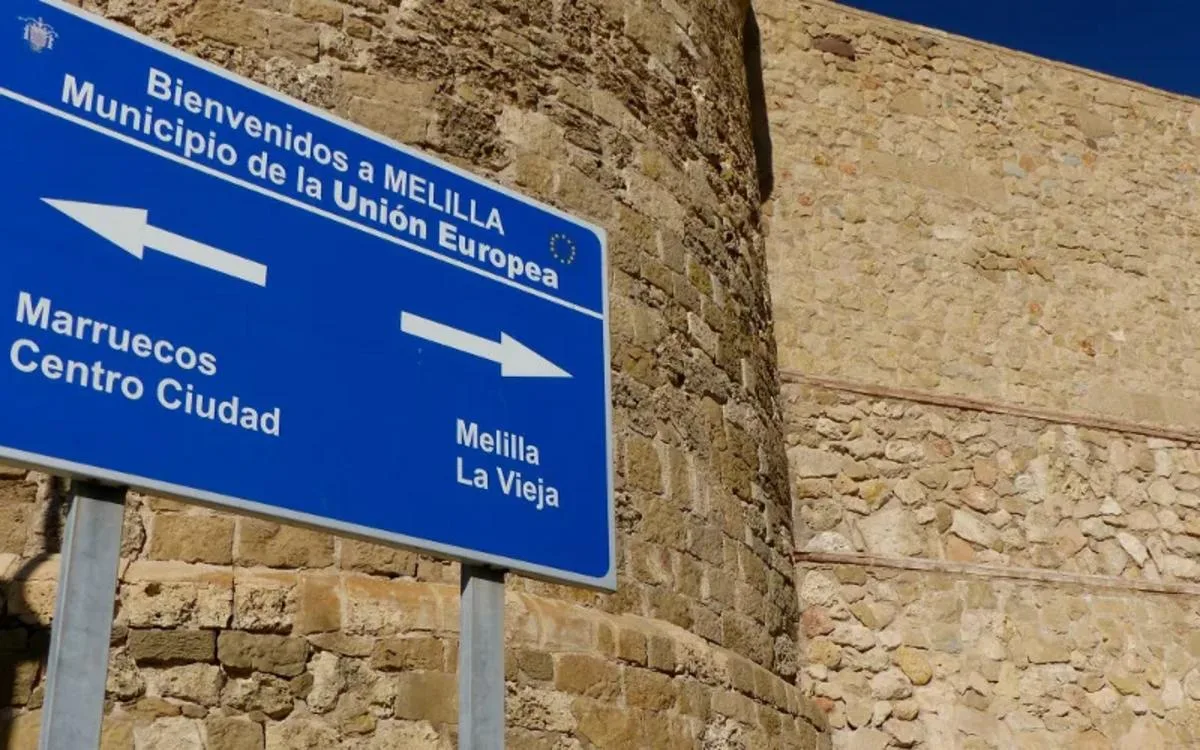 Bienvenidos a MELILLA
Municipio de la Unión Europea
Marruecos
Centro Ciudad
Melilla
La Vieja